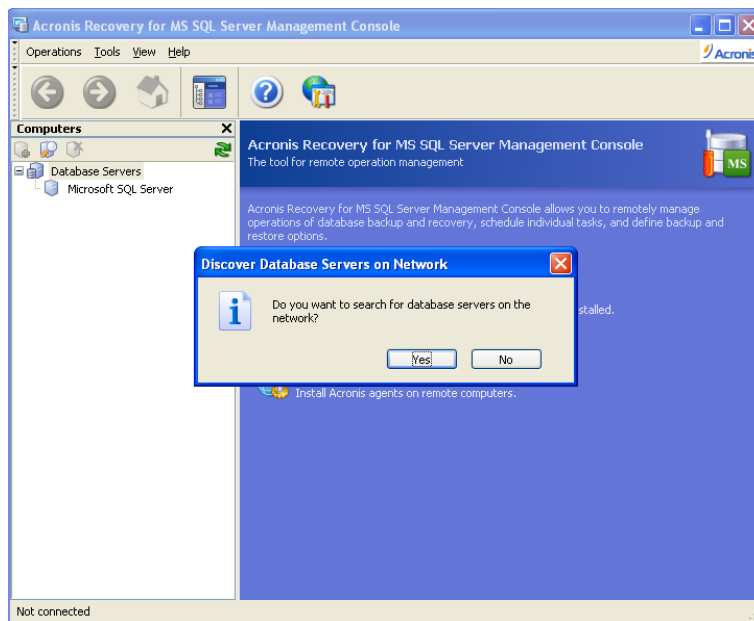 Acronis Recovery for MS SQL Server Management Console
Operations Tools View Help
Acronis
Computers
Database Servers
Microsoft SQL Server
Acronis Recovery for MS SQL Server Management Console
The tool for remote operation management
MS
Acronis Recovery for MS SQL Server Management Console allows you to remotely manage
operations of database backup and recovery, schedule individual tasks, and define backup and
restore options.
Discover Database Servers on Network
Do you want to search for database servers on the
network?
stalled.
Yes No
Install Acronis agents on remote computers.
Not connected